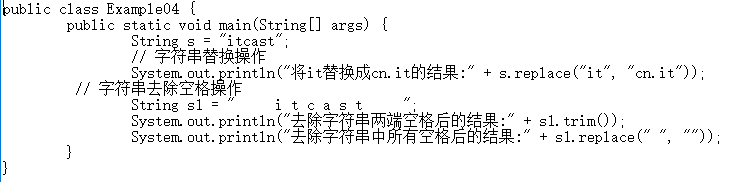 public class Example04 {
        public static void main(String[] args) {
                String s = "itcast";
                // 字符串替换操作
                System.out.println("将it替换成cn.it的结果:" + s.replace("it", "cn.it"));
         // 字符串去除空格操作
                String s1 = "     i t c a s t     ";
                System.out.println("去除字符串两端空格后的结果:" + s1.trim());
                System.out.println("去除字符串中所有空格后的结果:" + s1.replace(" ", ""));
        }
}